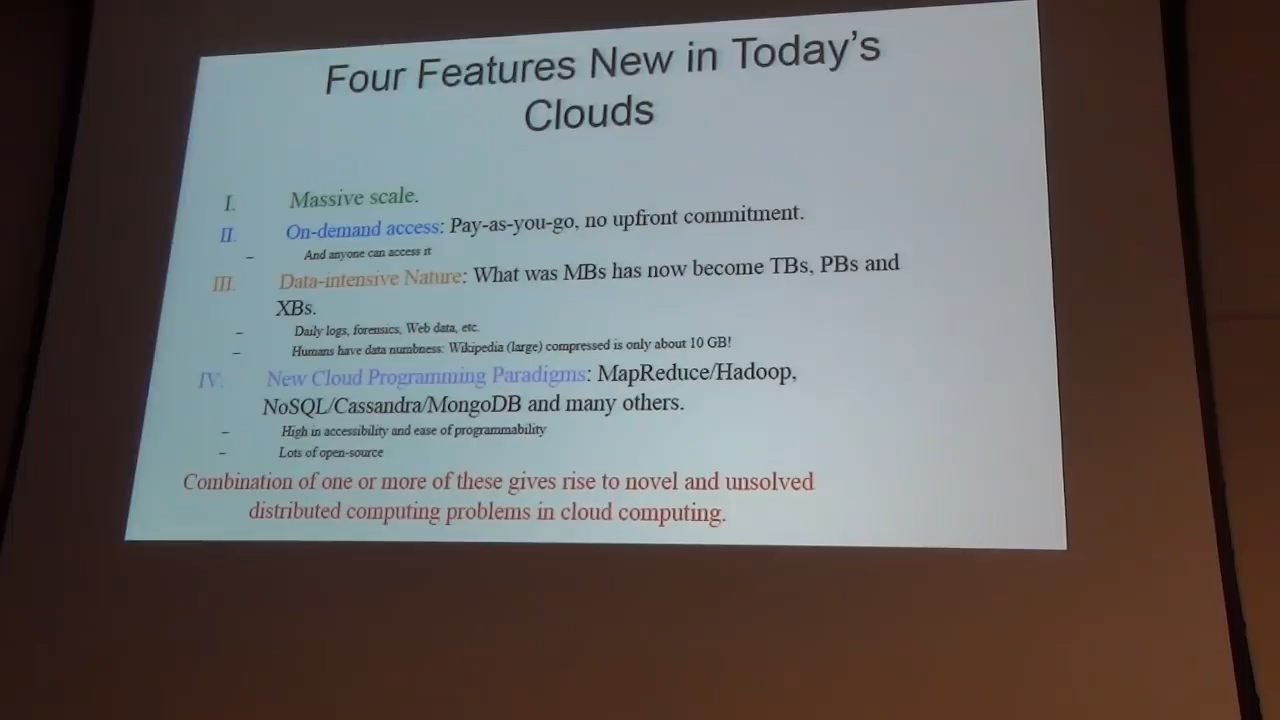 Four Features New in Today's
Clouds
I. Massive scale.
II. On-demand access: Pay-as-you-go, no upfront commitment.
– And anyone can access it
III. Data-intensive Nature: What was MBs has now become TBs, PBs and
XBs.
– Daily logs, forensics, Web data, etc.
– Humans have data numbness: Wikipedia (large) compressed is only about 10 GB!
IV. New Cloud Programming Paradigms: MapReduce/Hadoop,
NoSQL/Cassandra/MongoDB and many others.
– High in accessibility and ease of programmability
– Lots of open-source
Combination of one or more of these gives rise to novel and unsolved
distributed computing problems in cloud computing.